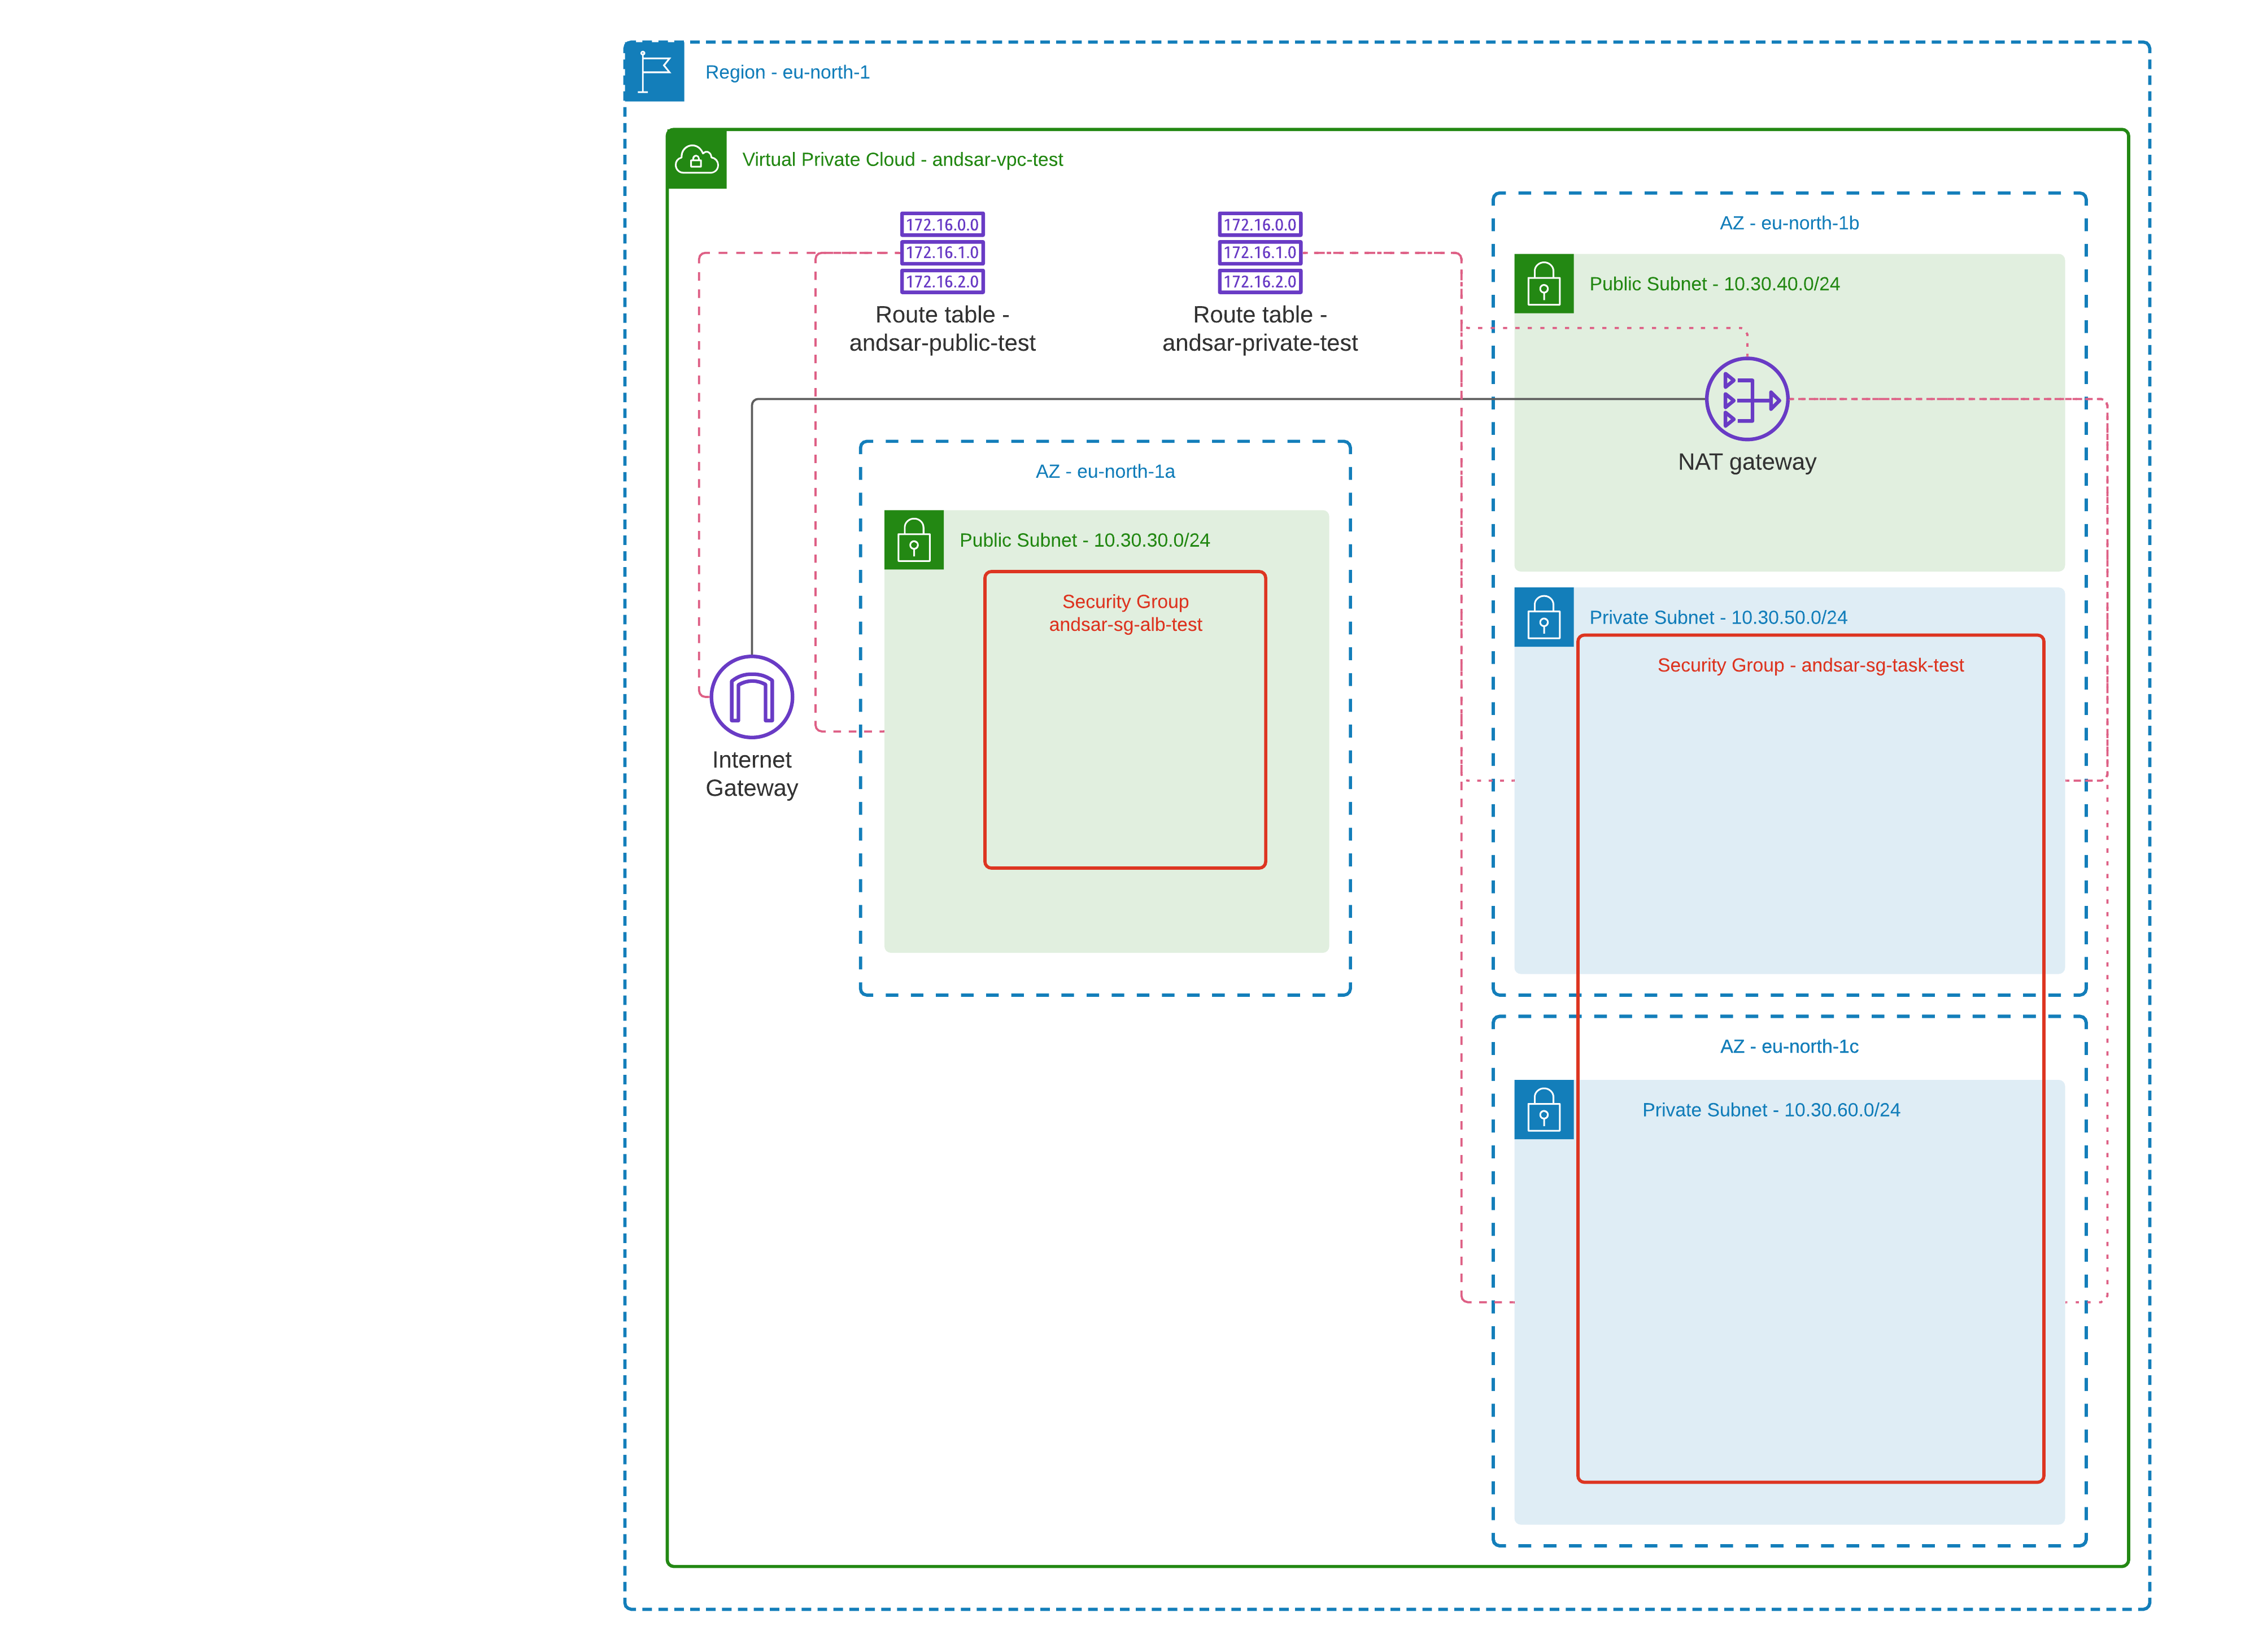 Region - eu-north-1
Virtual Private Cloud - andsar-vpc-test
172.16.0.0
172.16.1.0
172.16.2.0
Route table -
andsar-public-test
172.16.0.0
172.16.1.0
172.16.2.0
Route table -
andsar-private-test
AZ - eu-north-1b
Public Subnet - 10.30.40.0/24
NAT gateway
AZ - eu-north-1a
Public Subnet - 10.30.30.0/24
Security Group
andsar-sg-alb-test
Internet
Gateway
Private Subnet - 10.30.50.0/24
Security Group - andsar-sg-task-test
AZ - eu-north-1c
Private Subnet - 10.30.60.0/24